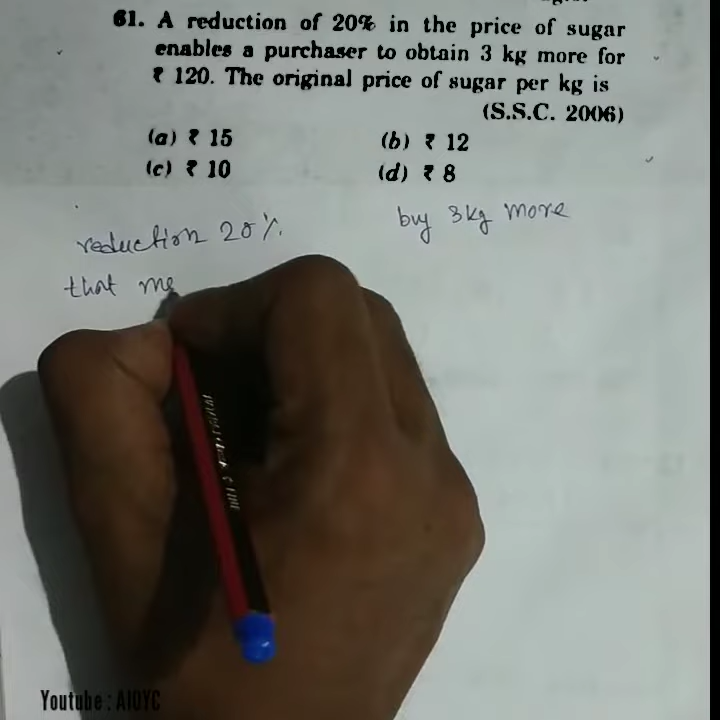 61. A reduction of 20% in the price of sugar
enables a purchaser to obtain 3 kg more for
₹ 120. The original price of sugar per kg is
(S.S.C. 2006)
(a) ₹ 15 (b) ₹ 12
(c) ₹ 10 (d) ₹ 8
reduction 20% buy 3kg more
that me
Youtube : AIOYC